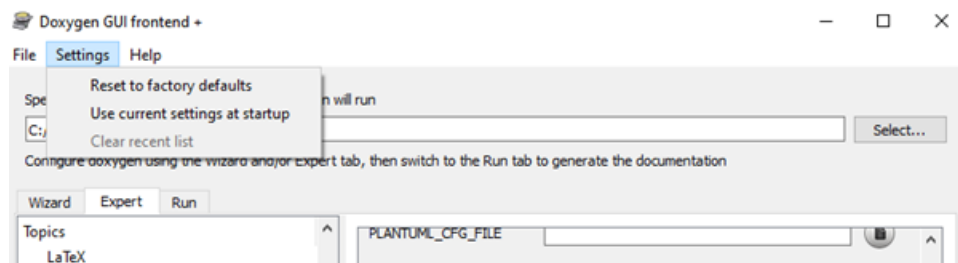 Doxygen GUI frontend +
File Settings Help
Reset to factory defaults
Use current settings at startup
Clear recent list
Spe n will run
C:/ Select...
Configure doxygen using the Wizard and/or Expert tab, then switch to the Run tab to generate the documentation
Wizard Expert Run
Topics
LaTeX
PLANTUML_CFG_FILE